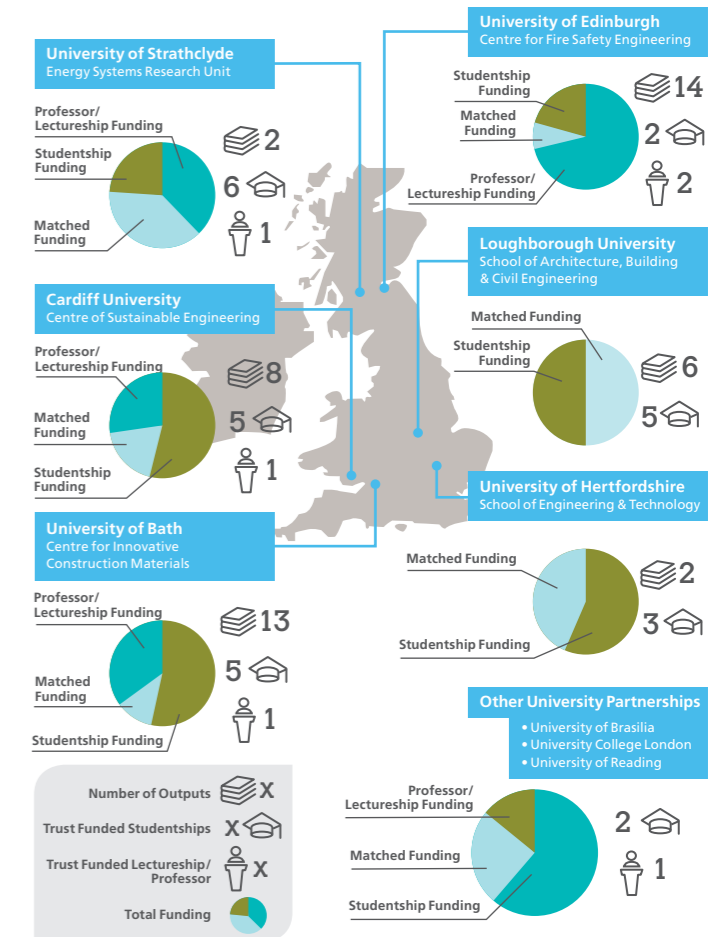 University of Strathclyde
Energy Systems Research Unit
Professor/
Lectureship Funding
Studentship
Funding
Matched
Funding
2
6
1
University of Edinburgh
Centre for Fire Safety Engineering
Studentship
Funding
Matched
Funding
Professor/
Lectureship Funding
14
2
2
Cardiff University
Centre of Sustainable Engineering
Professor/
Lectureship Funding
Matched
Funding
Studentship
Funding
8
5
1
Loughborough University
School of Architecture, Building
& Civil Engineering
Matched Funding
Studentship
Funding
6
5
University of Bath
Centre for Innovative
Construction Materials
Professor/
Lectureship Funding
Matched
Funding
Studentship Funding
13
5
1
University of Hertfordshire
School of Engineering & Technology
Matched Funding
Studentship Funding
2
3
Other University Partnerships
• University of Brasilia
• University College London
• University of Reading
Professor/
Lectureship Funding
Matched Funding
Studentship Funding
2
1
Number of Outputs X
Trust Funded Studentships X
Trust Funded Lectureship/
Professor X
Total Funding